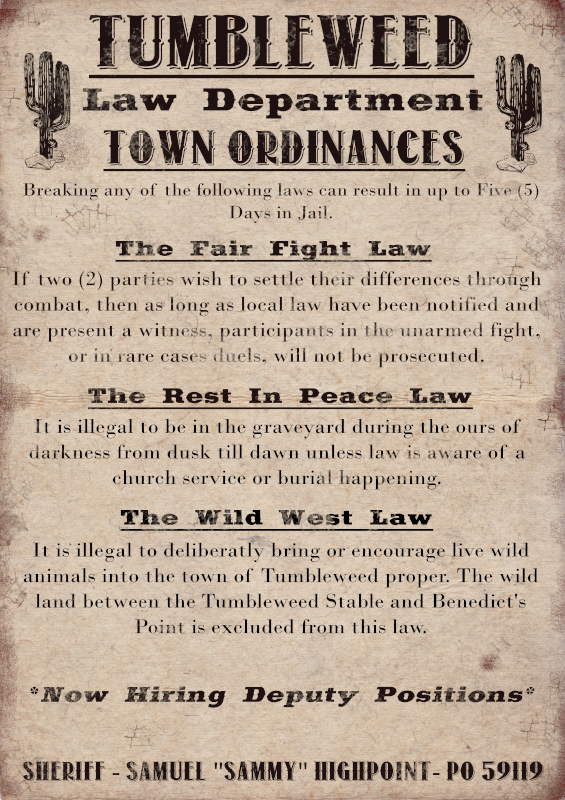 TUMBLEWEED
Law Department
TOWN ORDINANCES
Breaking any of the following laws can result in up to Five (5)
Days in Jail.
The Fair Fight Law
If two (2) parties wish to settle their differences through
combat, then as long as local law have been notified and
are present a witness, participants in the unarmed fight,
or in rare cases duels, will not be prosecuted.
The Rest In Peace Law
It is illegal to be in the graveyard during the ours of
darkness from dusk till dawn unless law is aware of a
church service or burial happening.
The Wild West Law
It is illegal to deliberatly bring or encourage live wild
animals into the town of Tumbleweed proper. The wild
land between the Tumbleweed Stable and Benedict's
Point is excluded from this law.
*Now Hiring Deputy Positions*
SHERIFF - SAMUEL "SAMMY" HIGHPOINT- PO 59119